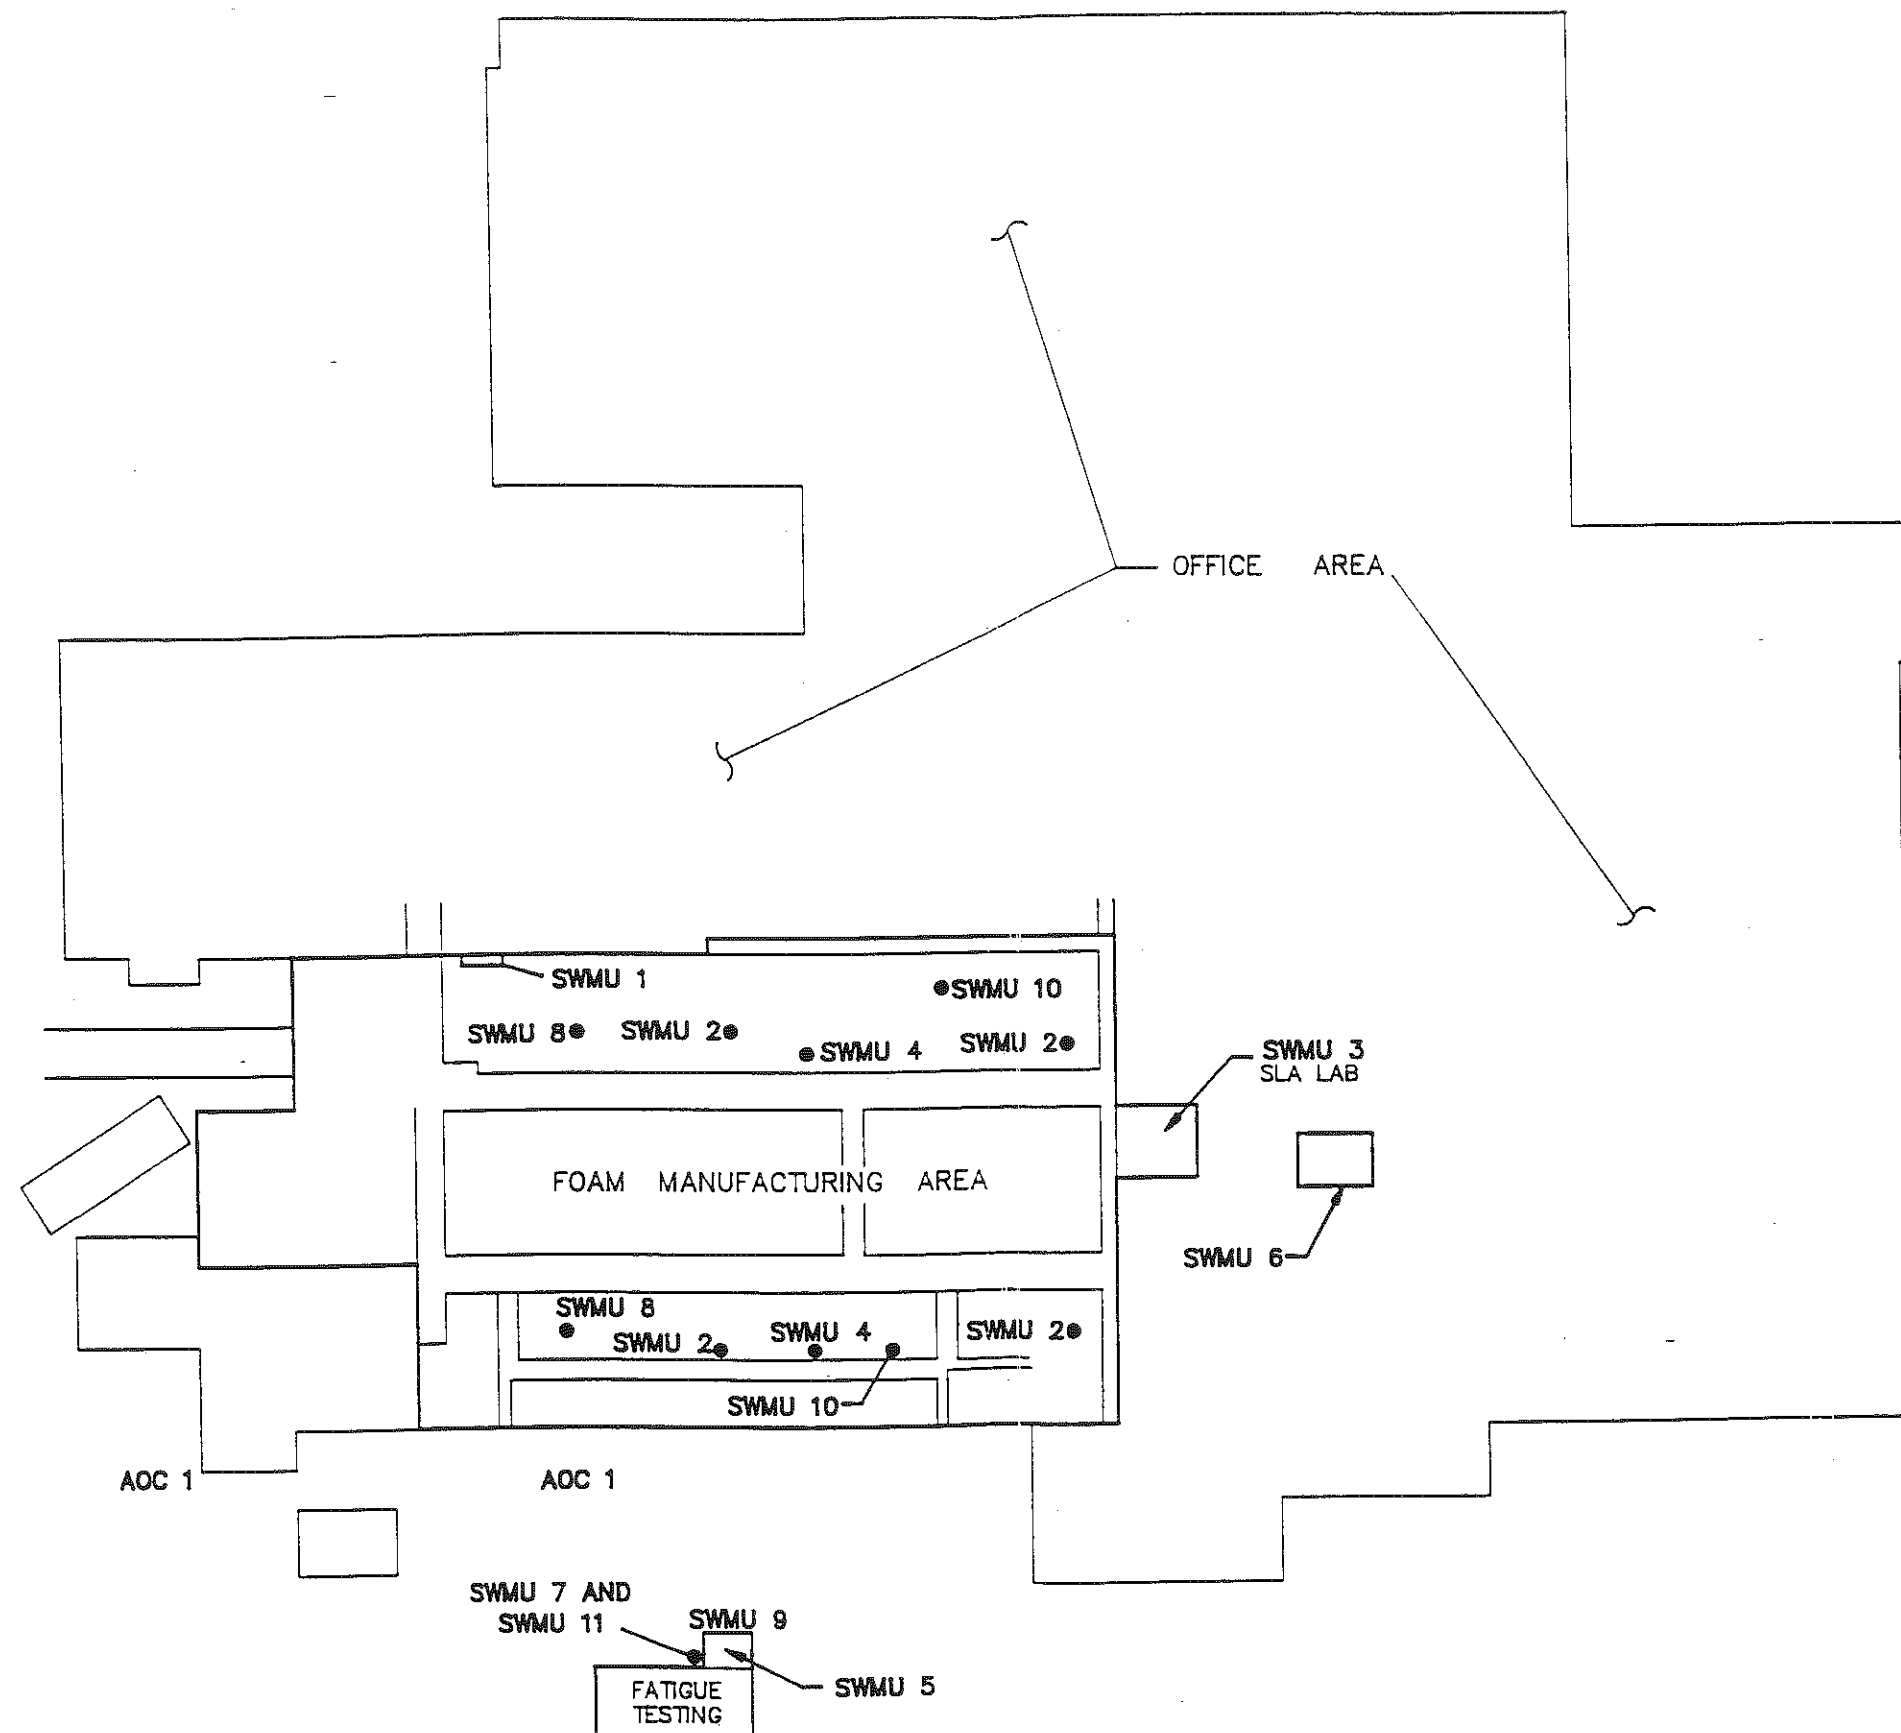 OFFICE AREA
SWMU 1
SWMU 10
SWMU 8
SWMU 2
SWMU 4
SWMU 2
SWMU 3
SLA LAB
FOAM MANUFACTURING AREA
SWMU 6
SWMU 8
SWMU 2
SWMU 4
SWMU 2
SWMU 10
AOC 1
AOC 1
SWMU 7 AND
SWMU 11
SWMU 9
SWMU 5
FATIGUE
TESTING